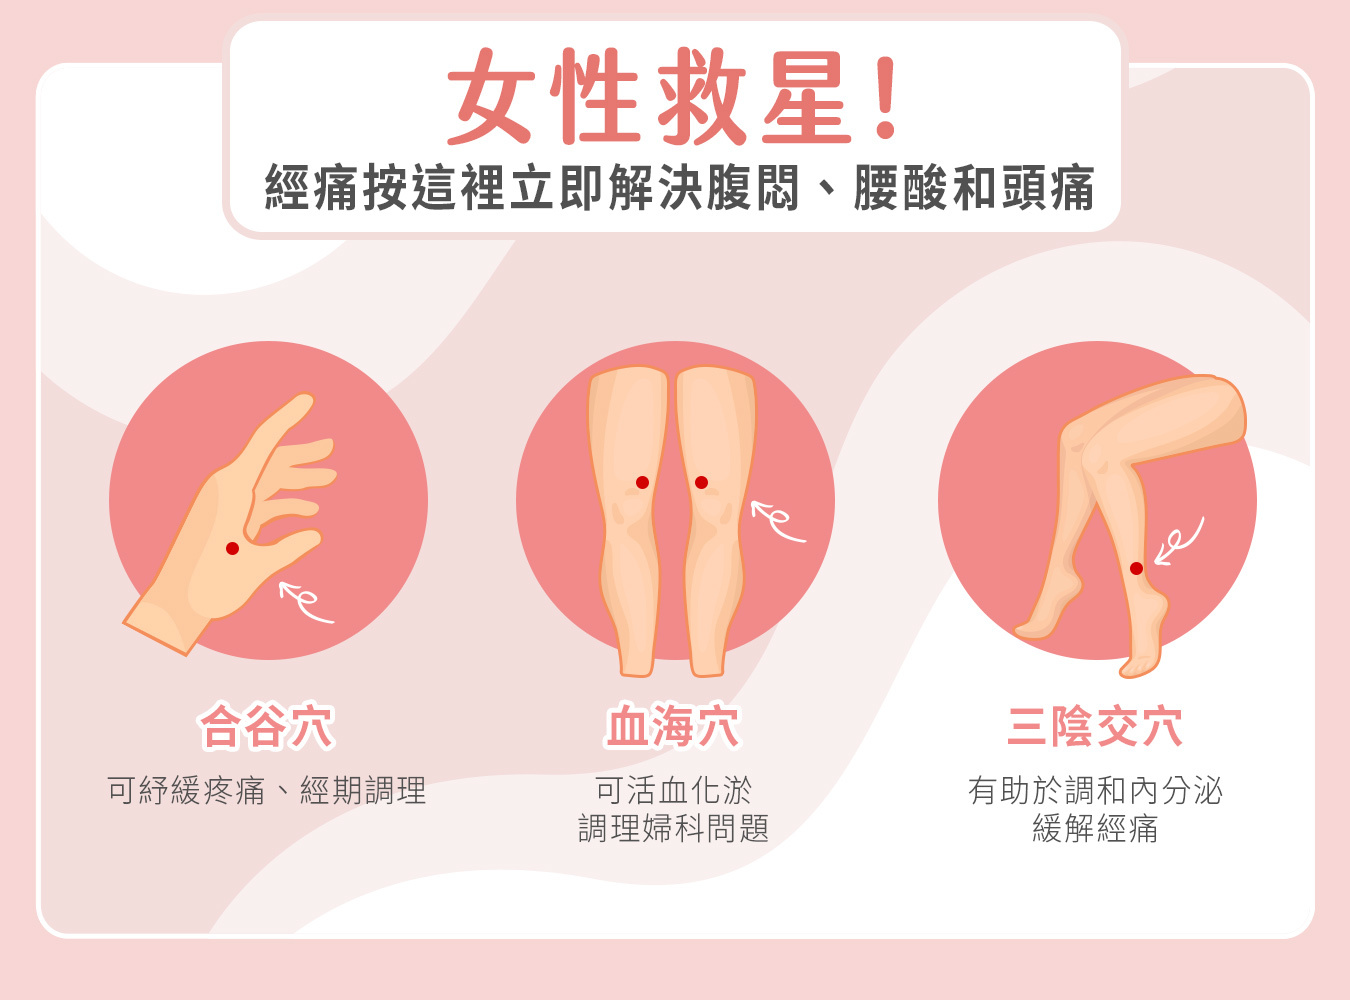 女性救星！
經痛按這裡立即解決腹悶、腰酸和頭痛
合谷穴
可紓緩疼痛、經期調理
血海穴
可活血化淤
調理婦科問題
三陰交穴
有助於調和內分泌
緩解經痛